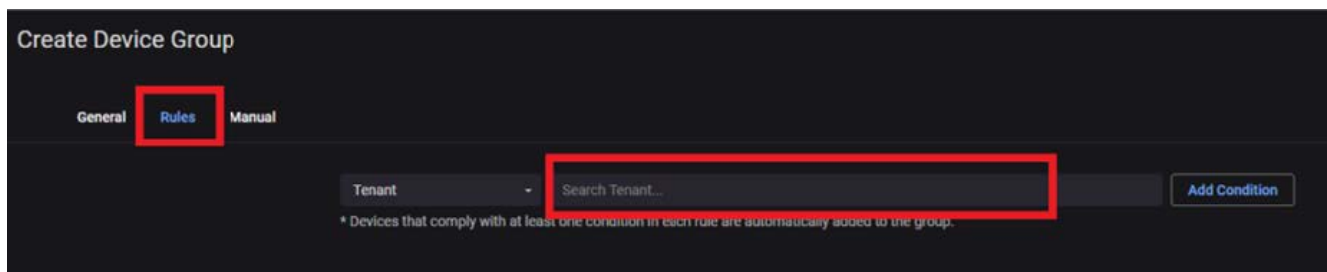 Create Device Group
General Rules Manual
Tenant Search Tenant... Add Condition
* Devices that comply with at least one condition in each rule are automatically added to the group.